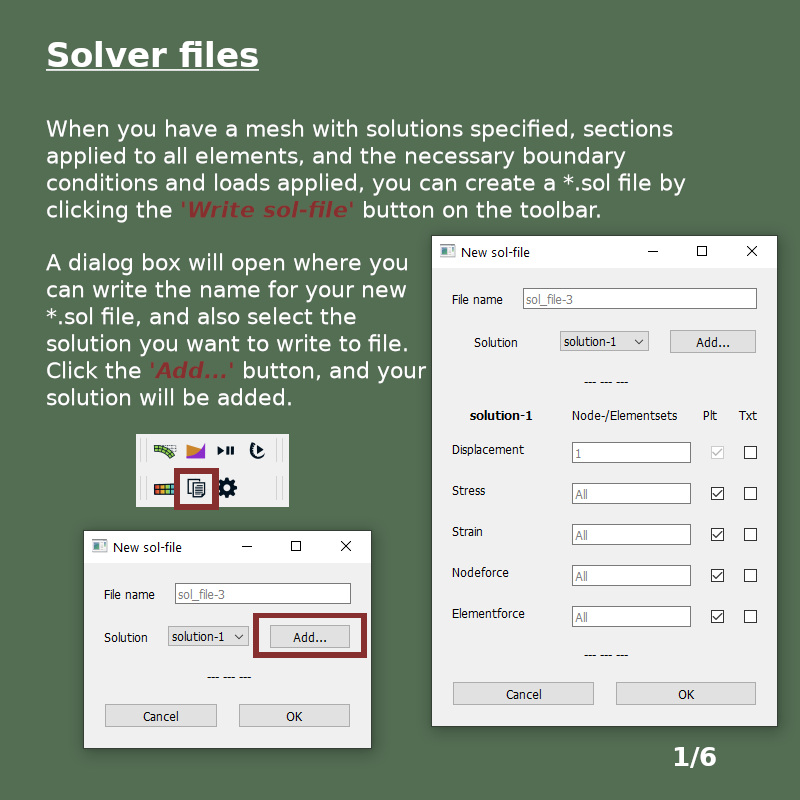 Solver files
When you have a mesh with solutions specified, sections
applied to all elements, and the necessary boundary
conditions and loads applied, you can create a *.sol file by
clicking the 'Write sol-file' button on the toolbar.
A dialog box will open where you
can write the name for your new
*.sol file, and also select the
solution you want to write to file.
Click the 'Add...' button, and your
solution will be added.
New sol-file
File name sol_file-3
Solution solution-1 Add...
--- --- ---
Cancel OK
New sol-file
File name sol_file-3
Solution solution-1 Add...
--- --- ---
solution-1 Node-/Elementsets Plt Txt
Displacement 1
Stress All
Strain All
Nodeforce All
Elementforce All
--- --- ---
Cancel OK
1/6